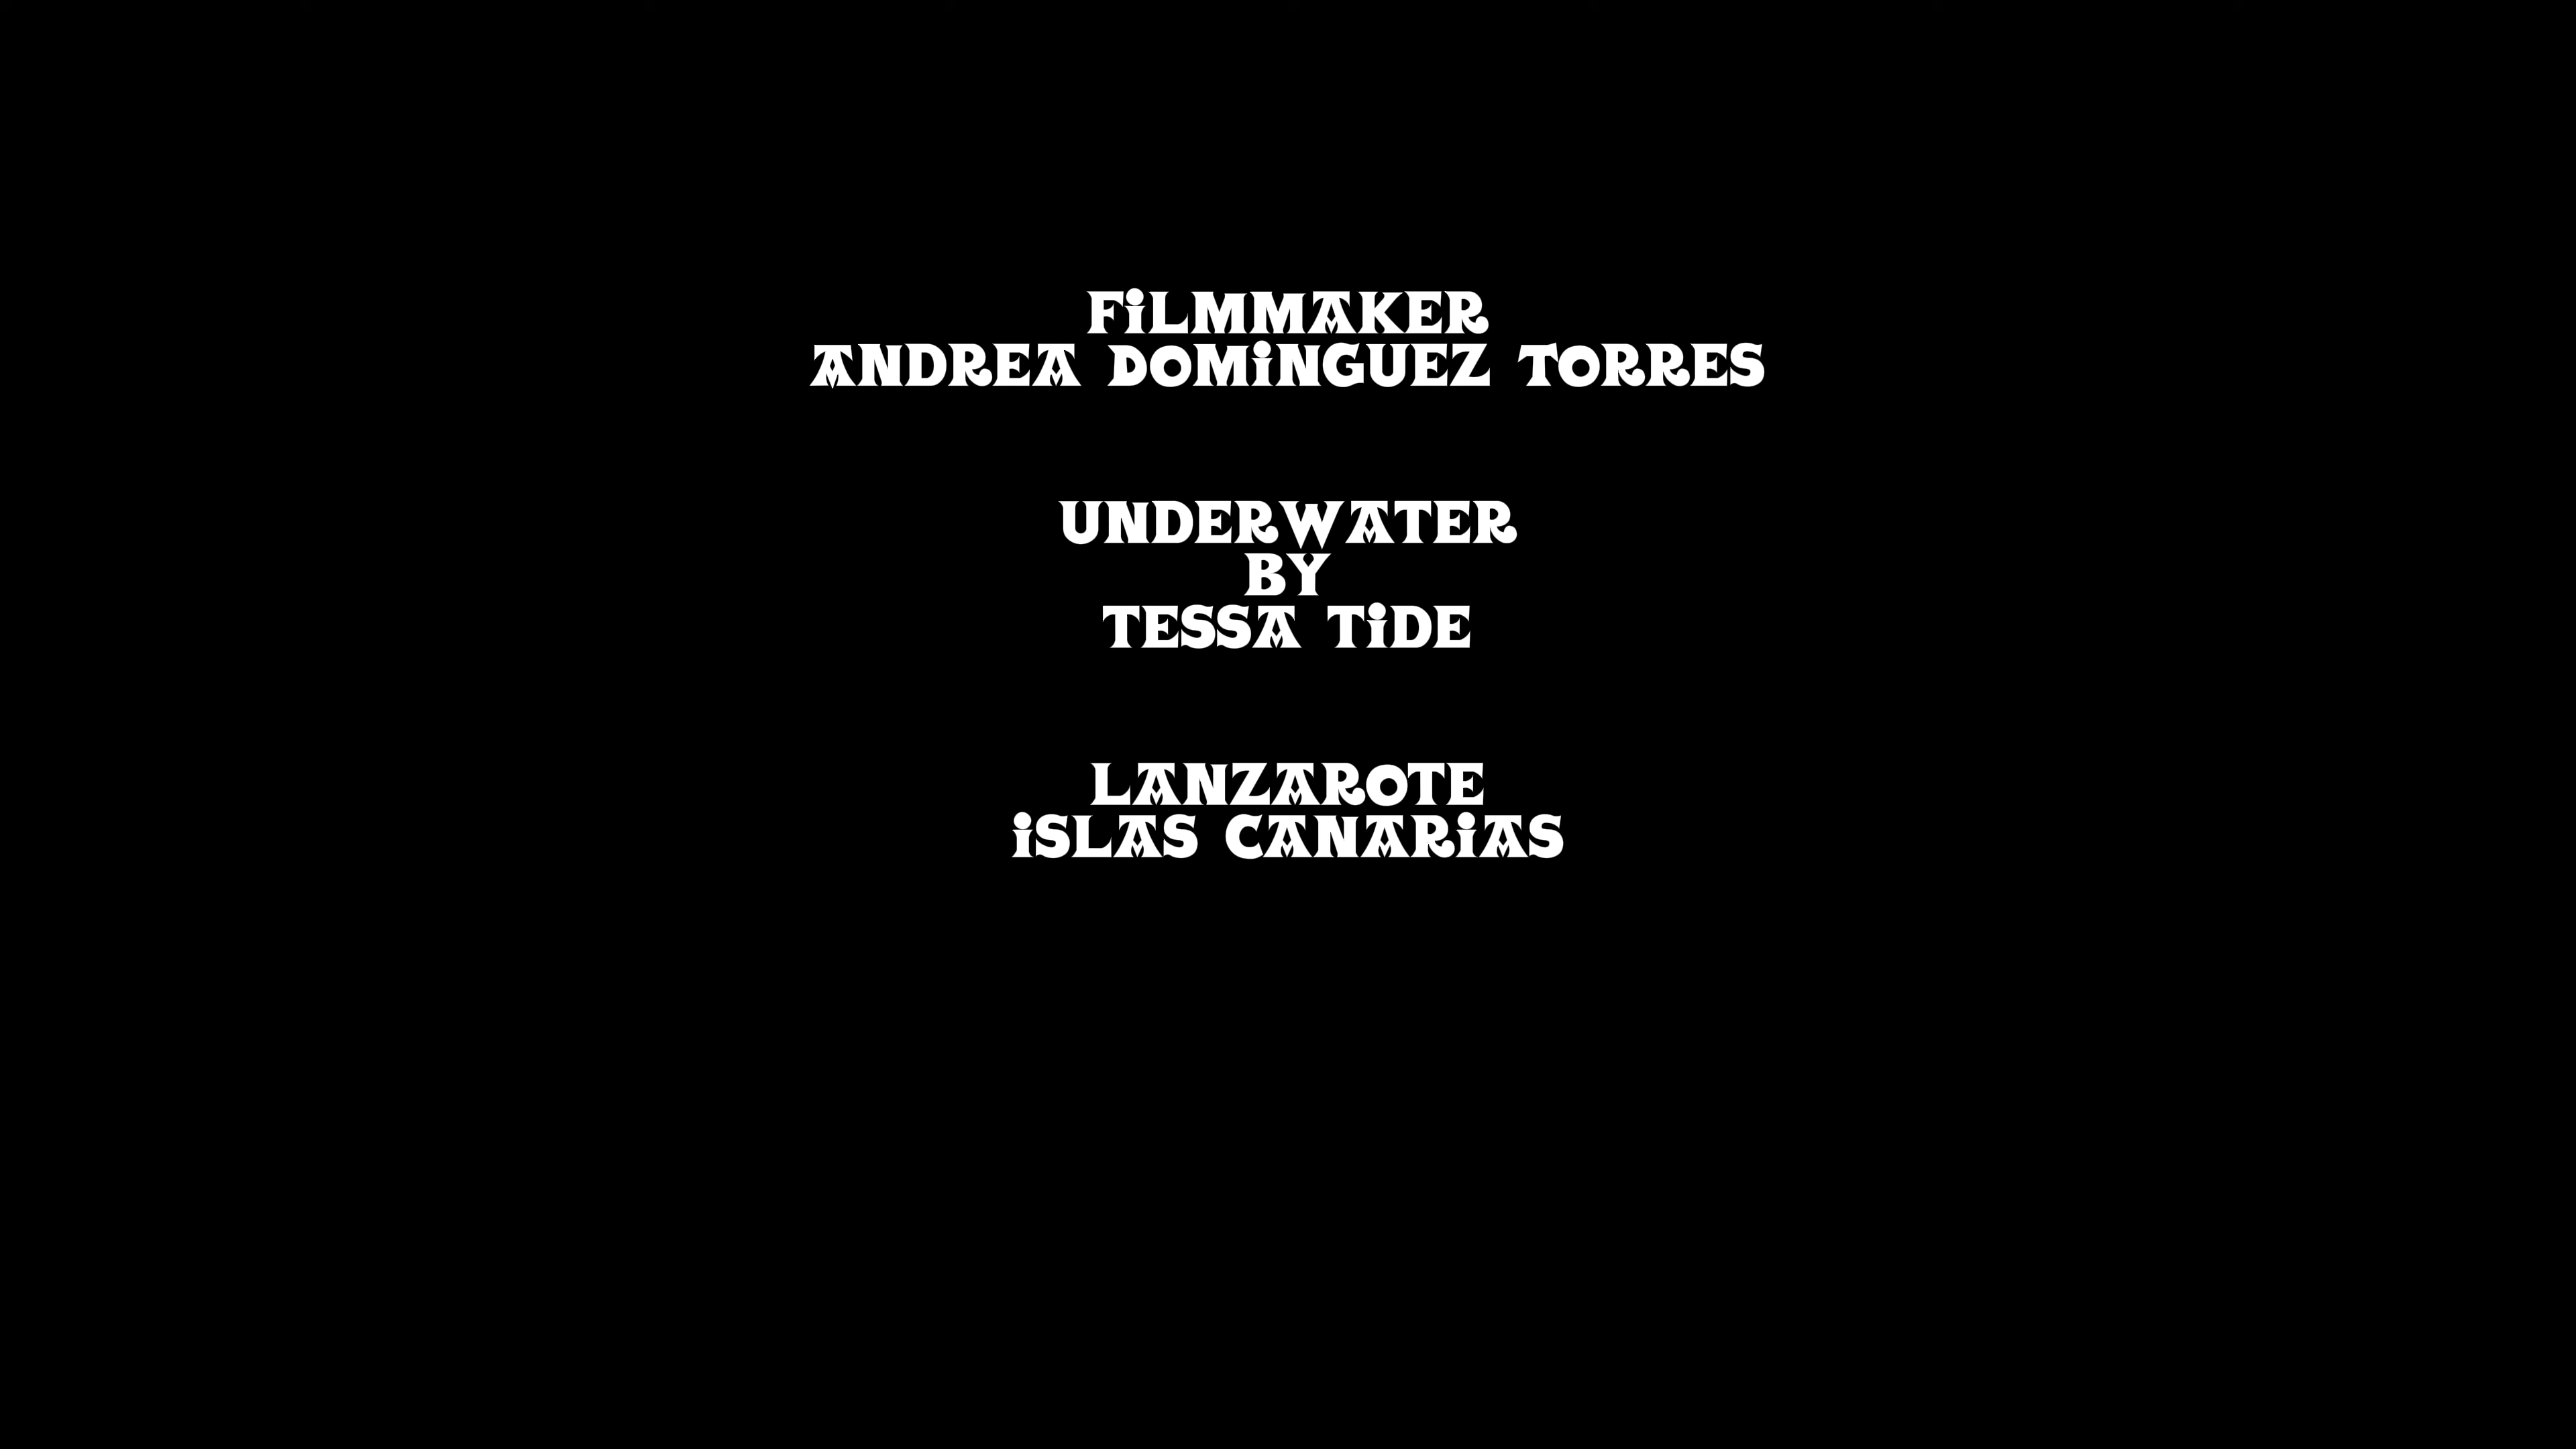 FiLMMAKER
ANDREA DOMiNGUEZ TORRES
UNDERWATER
BY
TESSA TiDE
LANZAROTE
iSLAS CANARiAS